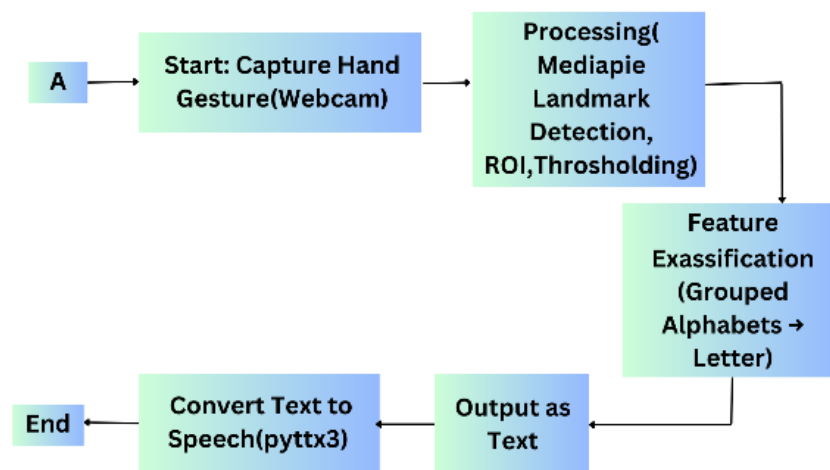 A
Start: Capture Hand
Gesture(Webcam)
Processing(
Mediapie
Landmark
Detection,
ROI,Throsholding)
Feature
Exassification
(Grouped
Alphabets →
Letter)
Output as
Text
Convert Text to
Speech(pyttx3)
End